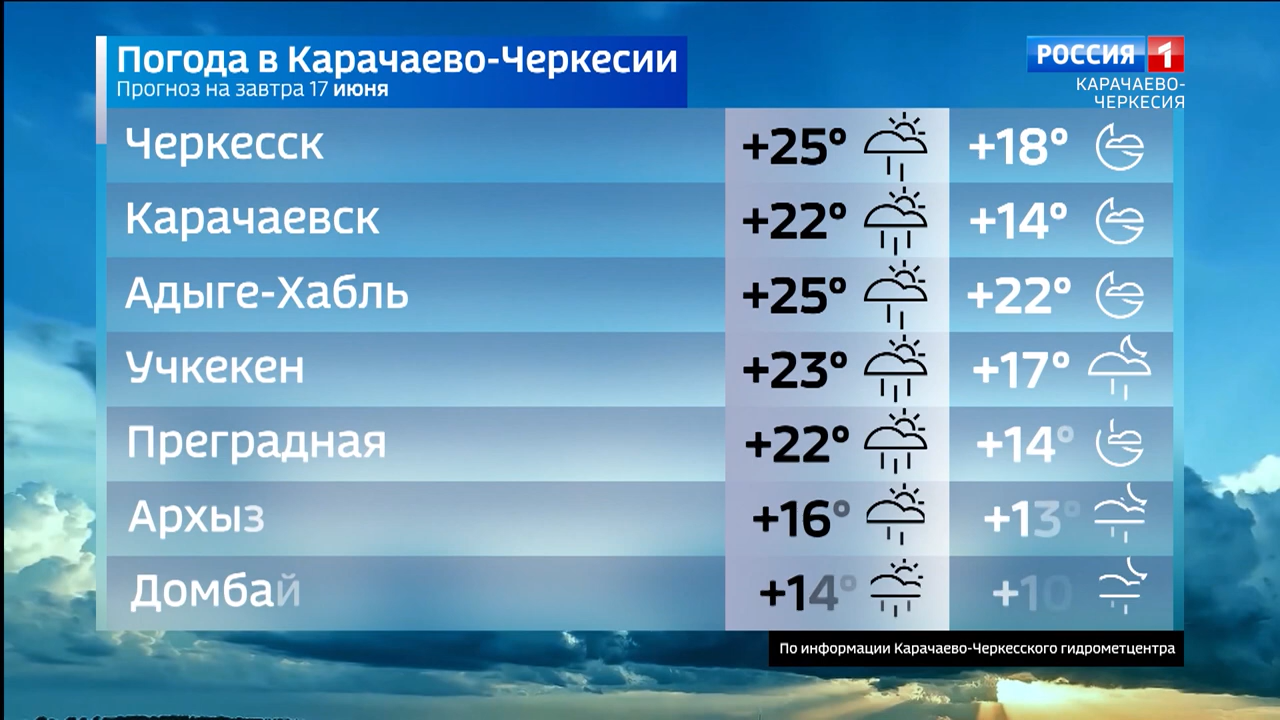 Погода в Карачаево-Черкесии
Прогноз на завтра 17 июня
РОССИЯ 1
КАРАЧАЕВО-
ЧЕРКЕСИЯ
Черкесск +25° +18°
Карачаевск +22° +14°
Адыге-Хабль +25° +22°
Учкекен +23° +17°
Преградная +22° +14°
Архыз +16° +13°
Домбай +14° +10
По информации Карачаево-Черкесского гидрометцентра